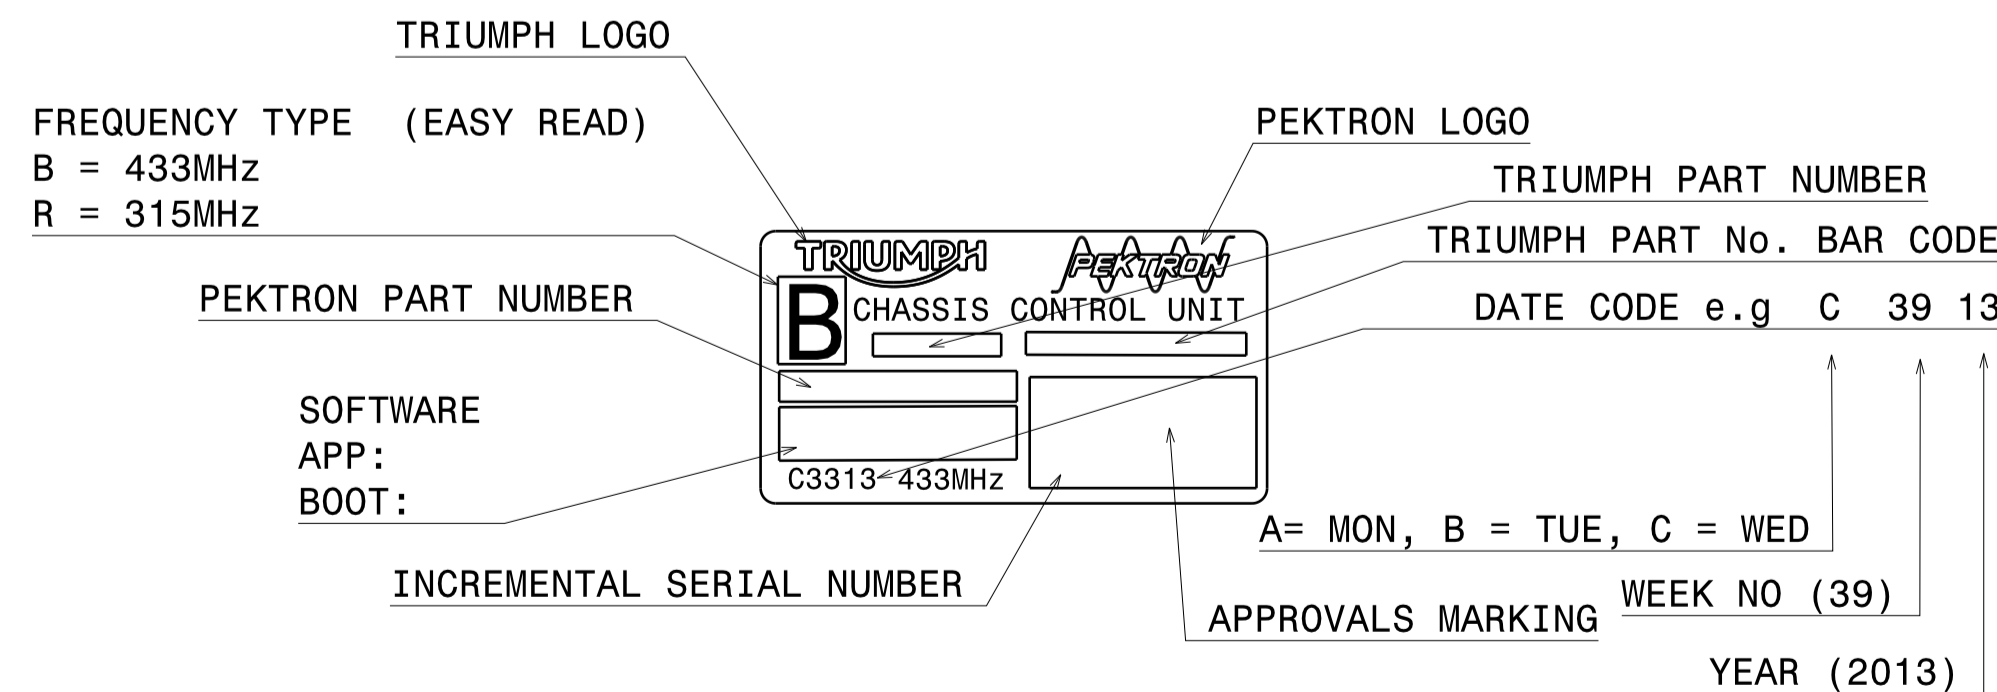 TRIUMPH LOGO
FREQUENCY TYPE (EASY READ)
B = 433MHz
R = 315MHz
PEKTRON LOGO
TRIUMPH PART NUMBER
TRIUMPH PART No. BAR CODE
PEKTRON PART NUMBER
DATE CODE e.g C 39 13
TRIUMPH
PEKTRON
B
CHASSIS CONTROL UNIT
C3313 433MHz
SOFTWARE
APP:
BOOT:
INCREMENTAL SERIAL NUMBER
A= MON, B = TUE, C = WED
WEEK NO (39)
APPROVALS MARKING
YEAR (2013)